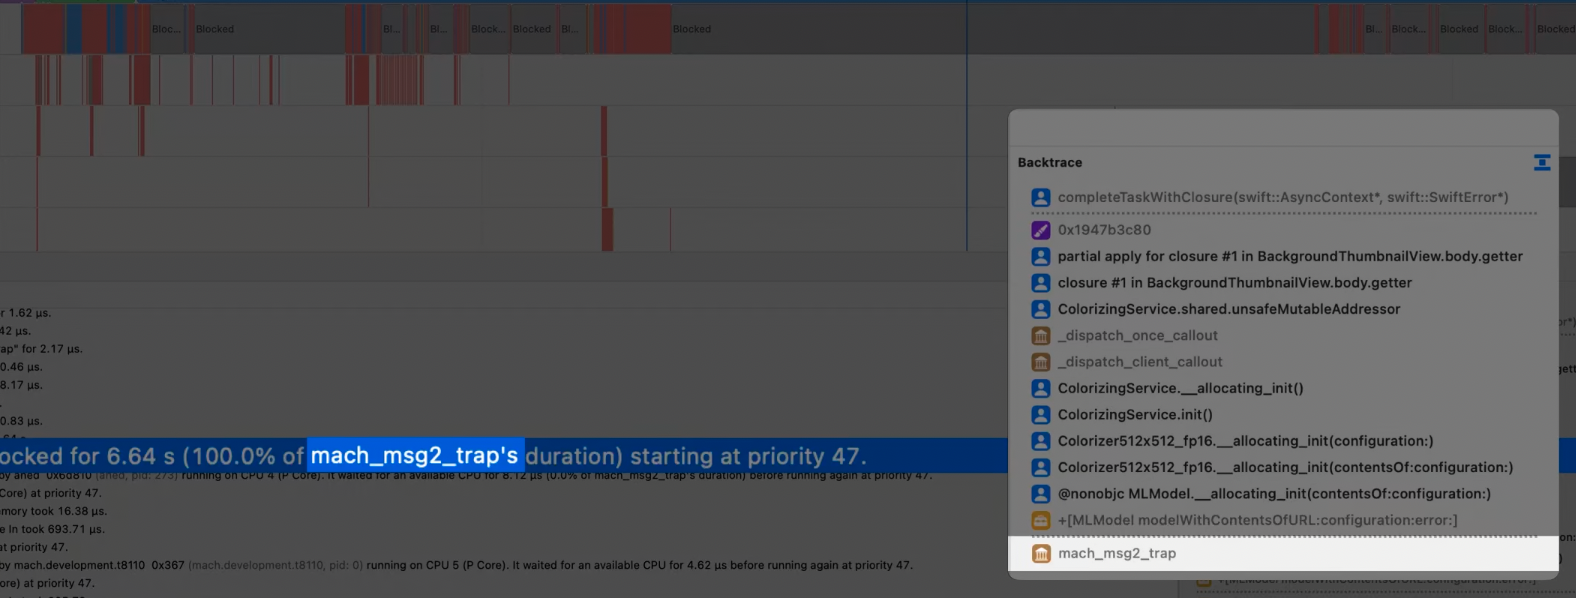 Bloc...
Blocked
Bl...
Bl...
Block...
Blocked
Bl...
Blocked
Bl...
Block...
Blocked
Block...
Blocked
Backtrace
completeTaskWithClosure(swift::AsyncContext*, swift::SwiftError*)
0x1947b3c80
partial apply for closure #1 in BackgroundThumbnailView.body.getter
closure #1 in BackgroundThumbnailView.body.getter
ColorizingService.shared.unsafeMutableAddressor
_dispatch_once_callout
_dispatch_client_callout
ColorizingService.__allocating_init()
ColorizingService.init()
Colorizer512x512_fp16.__allocating_init(configuration:)
Colorizer512x512_fp16.__allocating_init(contentsOf:configuration:)
@nonobjc MLModel.__allocating_init(contentsOf:configuration:)
+[MLModel modelWithContentsOfURL:configuration:error:]
mach_msg2_trap
r 1.62 µs.
42 µs.
ap" for 2.17 µs.
0.46 µs.
8.17 µs.
0.83 µs.
ocked for 6.64 s (100.0% of mach_msg2_trap's duration) starting at priority 47.
by aned 0x6d810 (aned, pid: 273) running on CPU 4 (P Core). It waited for an available CPU for 8.12 µs (0.0% of mach_msg2_trap's duration) before running again at priority 47.
Core) at priority 47.
mory took 16.38 µs.
e In took 693.71 µs.
at priority 47.
by mach.development.t8110 0x367 (mach.development.t8110, pid: 0) running on CPU 5 (P Core). It waited for an available CPU for 4.62 µs before running again at priority 47.
ore) at priority 47.
+[MLModel modelWithContentsOfURL:configuration:error:]